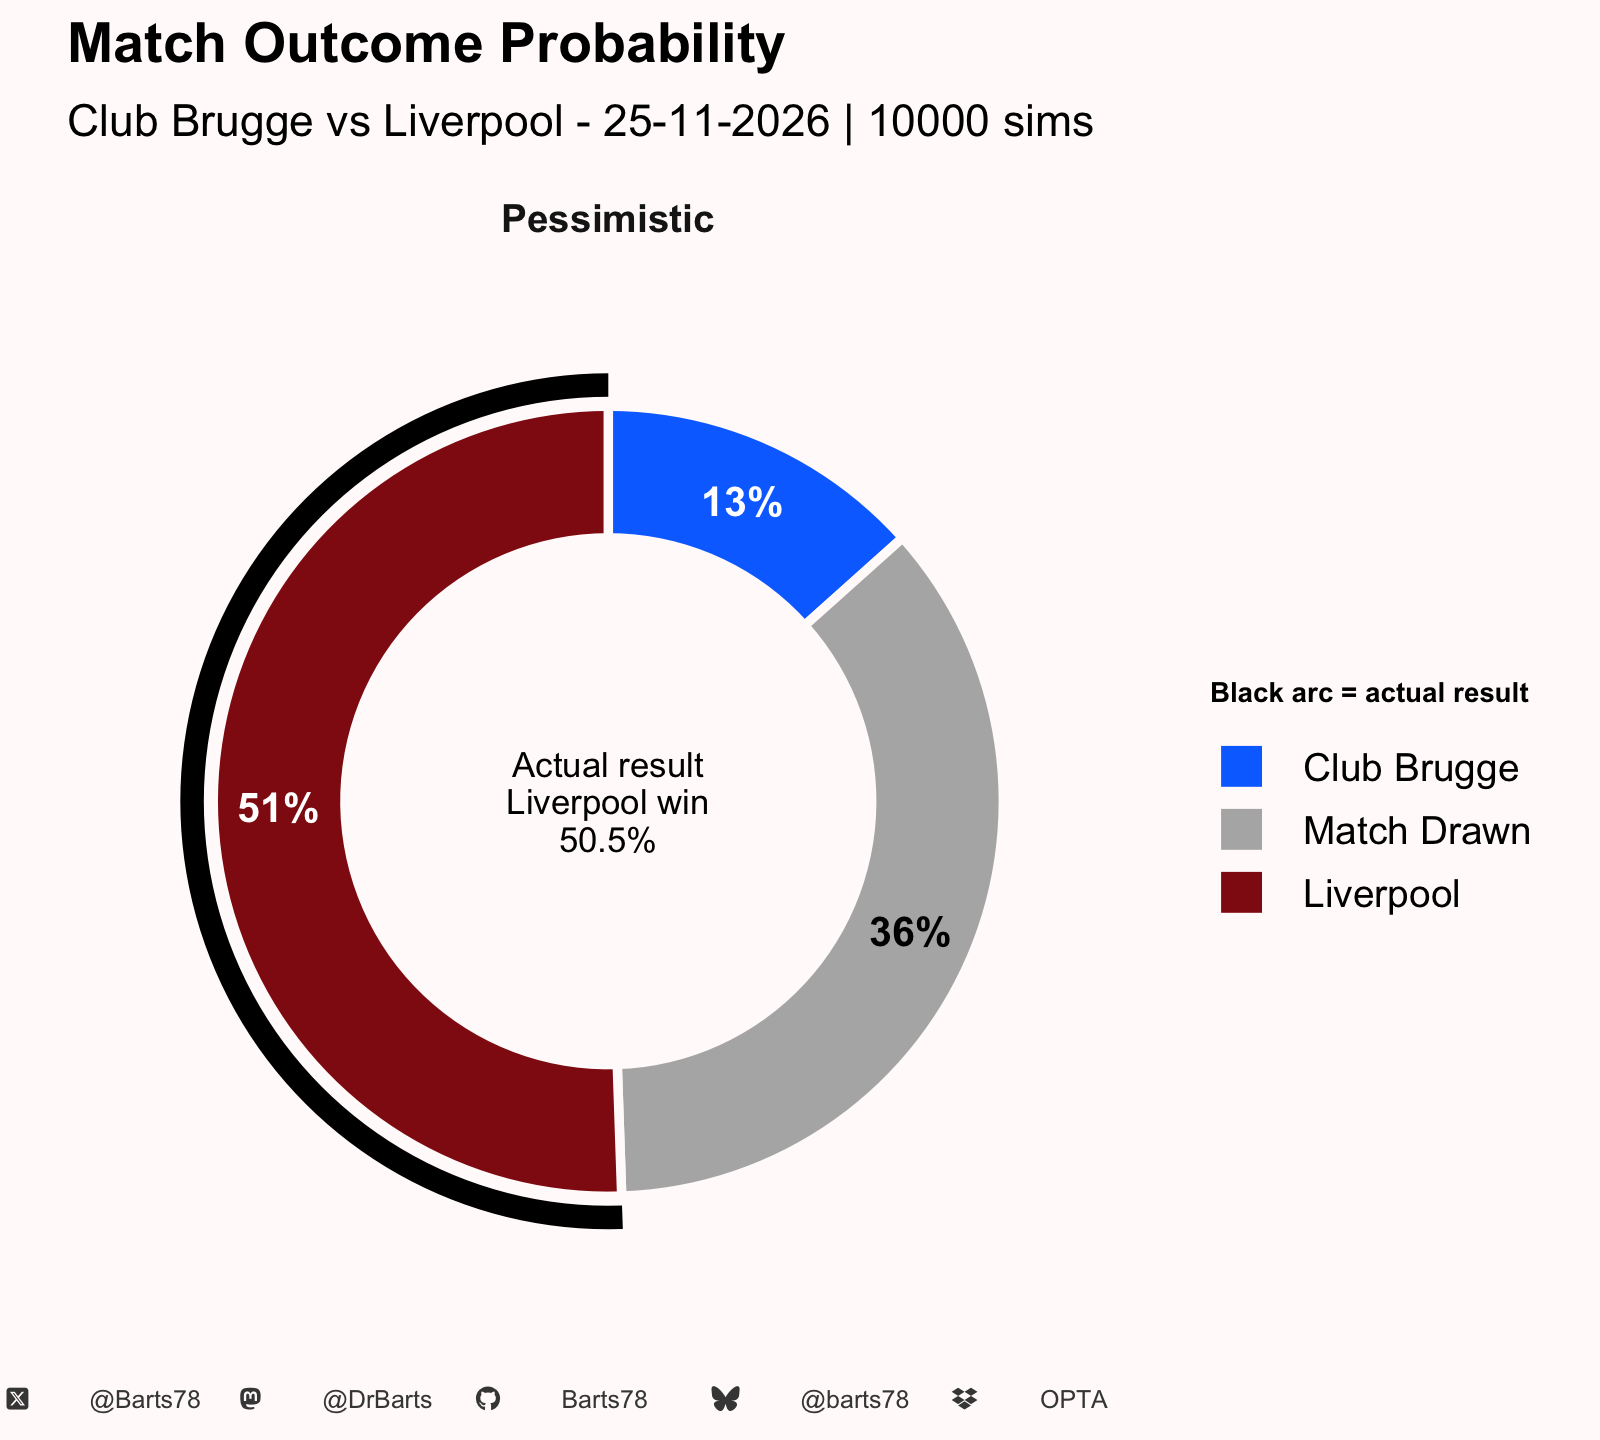 Match Outcome Probability
Club Brugge vs Liverpool - 25-11-2026 | 10000 sims
Pessimistic
13%
51%
36%
Actual result
Liverpool win
50.5%
Black arc = actual result
Club Brugge
Match Drawn
Liverpool
@Barts78 @DrBarts Barts78 @barts78 OPTA